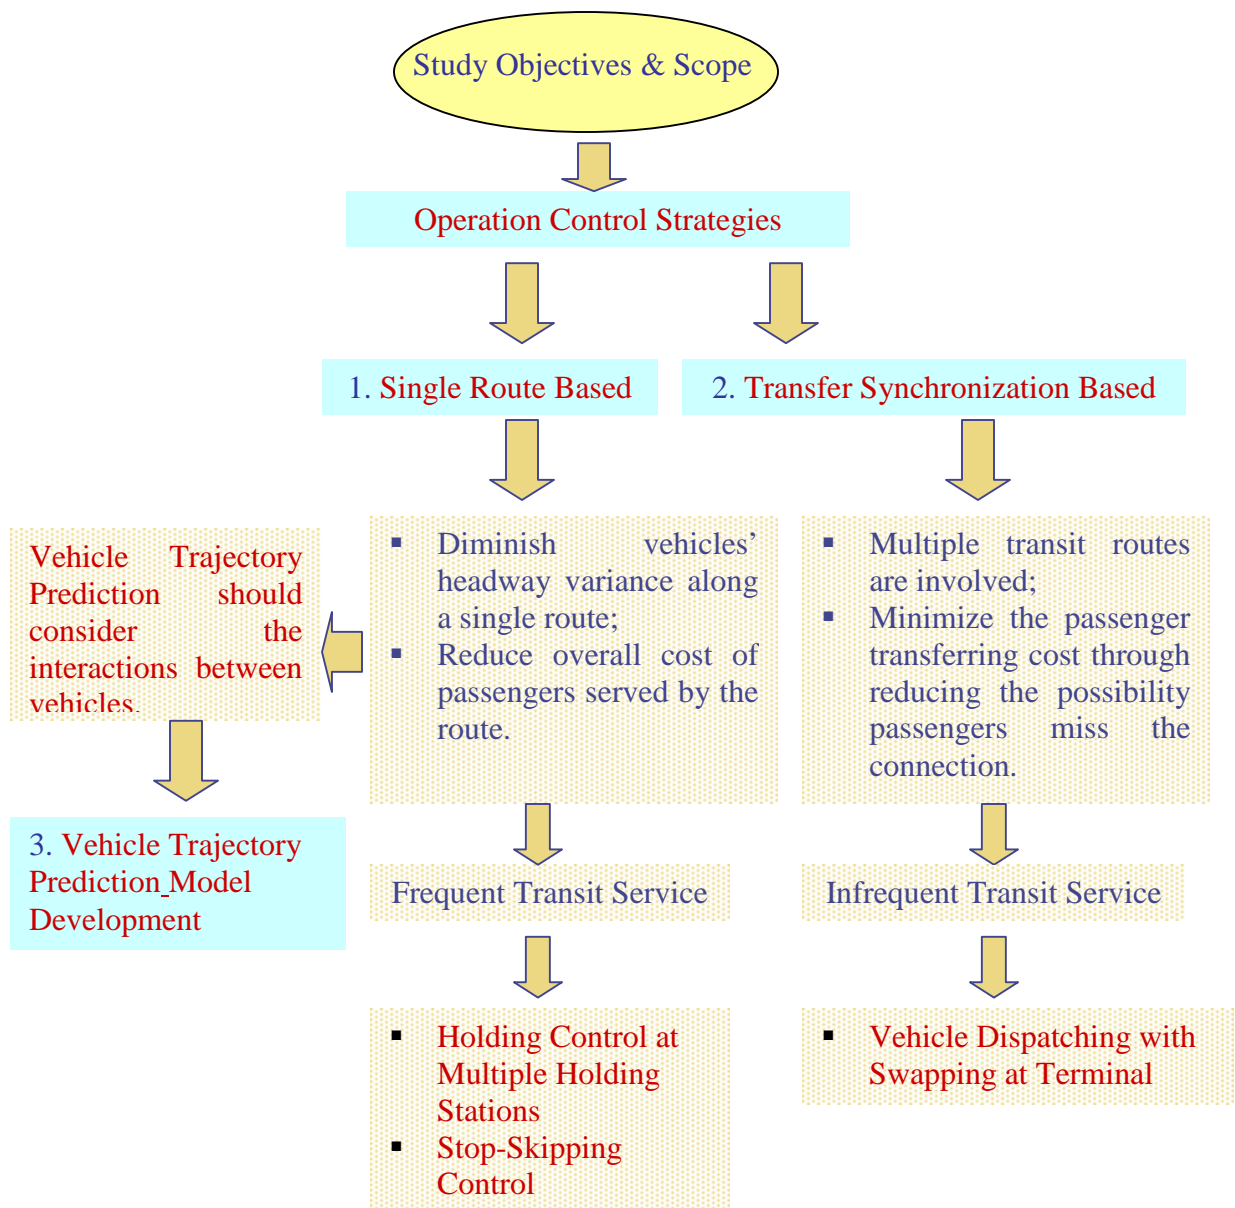 Study Objectives & Scope
Operation Control Strategies
1. Single Route Based
2. Transfer Synchronization Based
Vehicle Trajectory
Prediction should
consider the
interactions between
vehicles.
▪ Diminish vehicles’
headway variance along
a single route;
▪ Reduce overall cost of
passengers served by the
route.
▪ Multiple transit routes
are involved;
▪ Minimize the passenger
transferring cost through
reducing the possibility
passengers miss the
connection.
3. Vehicle Trajectory
Prediction Model
Development
Frequent Transit Service
Infrequent Transit Service
▪ Holding Control at
Multiple Holding
Stations
▪ Stop-Skipping
Control
▪ Vehicle Dispatching with
Swapping at Terminal